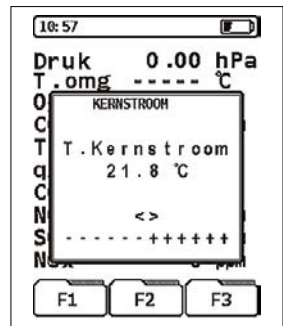 10:57
Druk 0.00 hPa
T.omg ----- ℃
KERNSTROOM
T.Kernstroom
21.8 ℃
<>
------++++++
F1 F2 F3